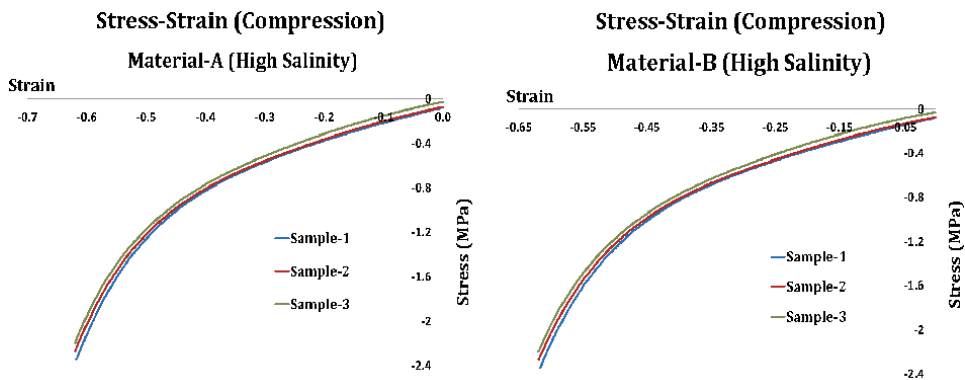 Stress-Strain (Compression)
Material-A (High Salinity)
Strain
0
-0.7
-0.6
-0.5
-0.4
-0.3
-0.2
-0.1
0.0
-0.4
-0.8
-1.2
-1.6
-2
-2.4
Stress (MPa)
Sample-1
Sample-2
Sample-3
Stress-Strain (Compression)
Material-B (High Salinity)
Strain
0
-0.65
-0.55
-0.45
-0.35
-0.25
-0.15
-0.05
-0.4
-0.8
-1.2
-1.6
-2
-2.4
Stress (MPa)
Sample-1
Sample-2
Sample-3